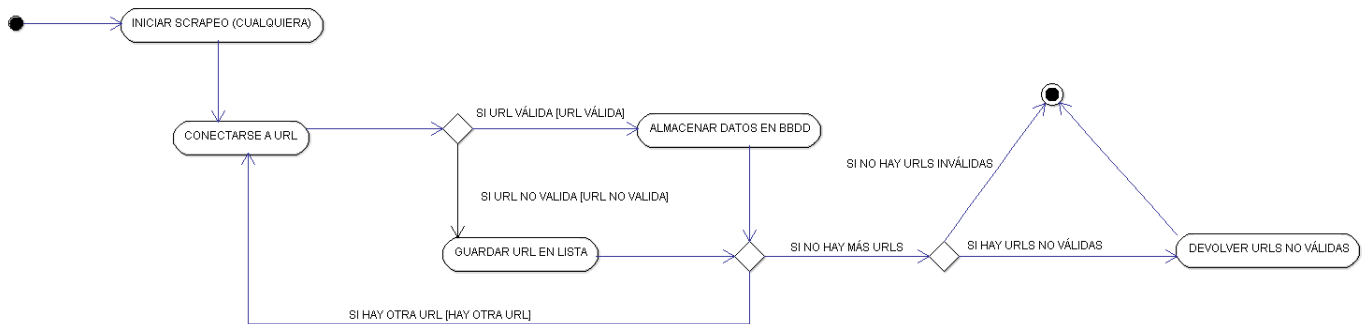 INICIAR SCRAPEO (CUALQUIERA)
SI URL VÁLIDA [URL VÁLIDA]
CONECTARSE A URL
ALMACENAR DATOS EN BBDD
SI NO HAY URLS INVÁLIDAS
SI URL NO VALIDA [URL NO VALIDA]
GUARDAR URL EN LISTA
SI NO HAY MÁS URLS
SI HAY URLS NO VÁLIDAS
DEVOLVER URLS NO VÁLIDAS
SI HAY OTRA URL [HAY OTRA URL]